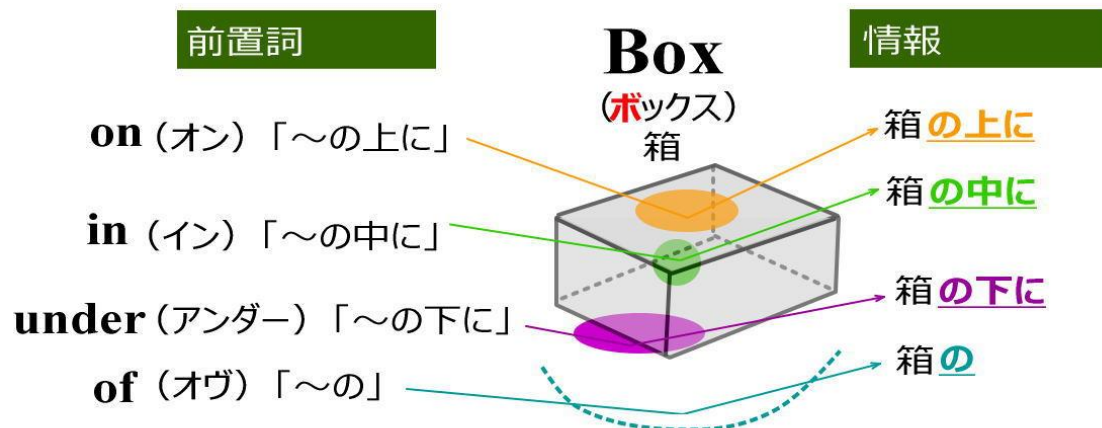 前置詞
Box
(ボックス)
箱
情報
on (オン) 「～の上に」
箱の上に
in (イン) 「～の中に」
箱の中に
under (アンダー) 「～の下に」
箱の下に
of (オヴ) 「～の」
箱の